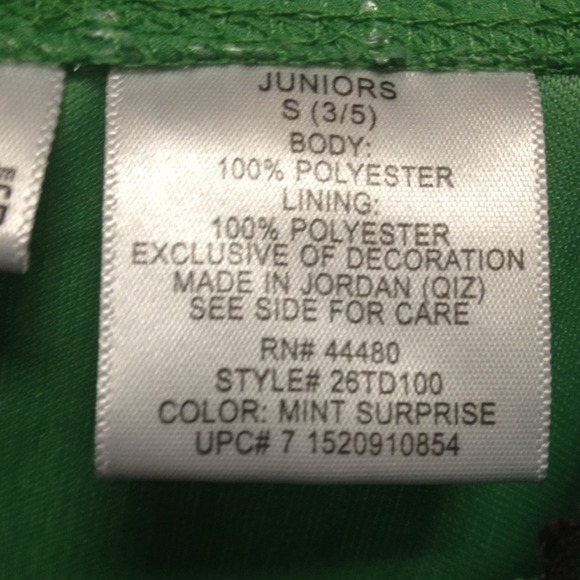 JUNIORS
S (3/5)
BODY:
100% POLYESTER
LINING:
100% POLYESTER
EXCLUSIVE OF DECORATION
MADE IN JORDAN (QIZ)
SEE SIDE FOR CARE
RN# 44480
STYLE# 26TD100
COLOR: MINT SURPRISE
UPC# 7 1520910854